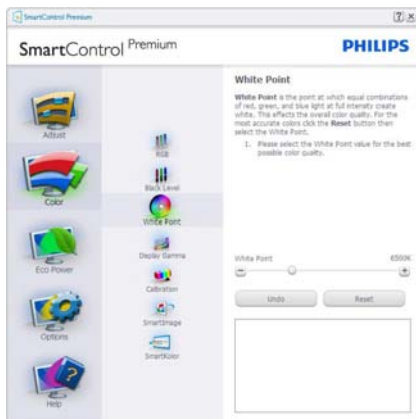 SmartControl Premium
SmartControl Premium
PHILIPS
Adjust
Color
Eco Power
Options
Help
RGB
Black Level
White Point
Display Gamma
Calibration
SmartImage
SmartKolor
White Point
White Point is the point at which equal combinations
of red, green, and blue light at full intensity create
white. This effects the overall color quality. For the
most accurate colors click the Reset button then
select the White Point.
1. Please select the White Point value for the best
possible color quality.
White Point 6500K
Undo Reset